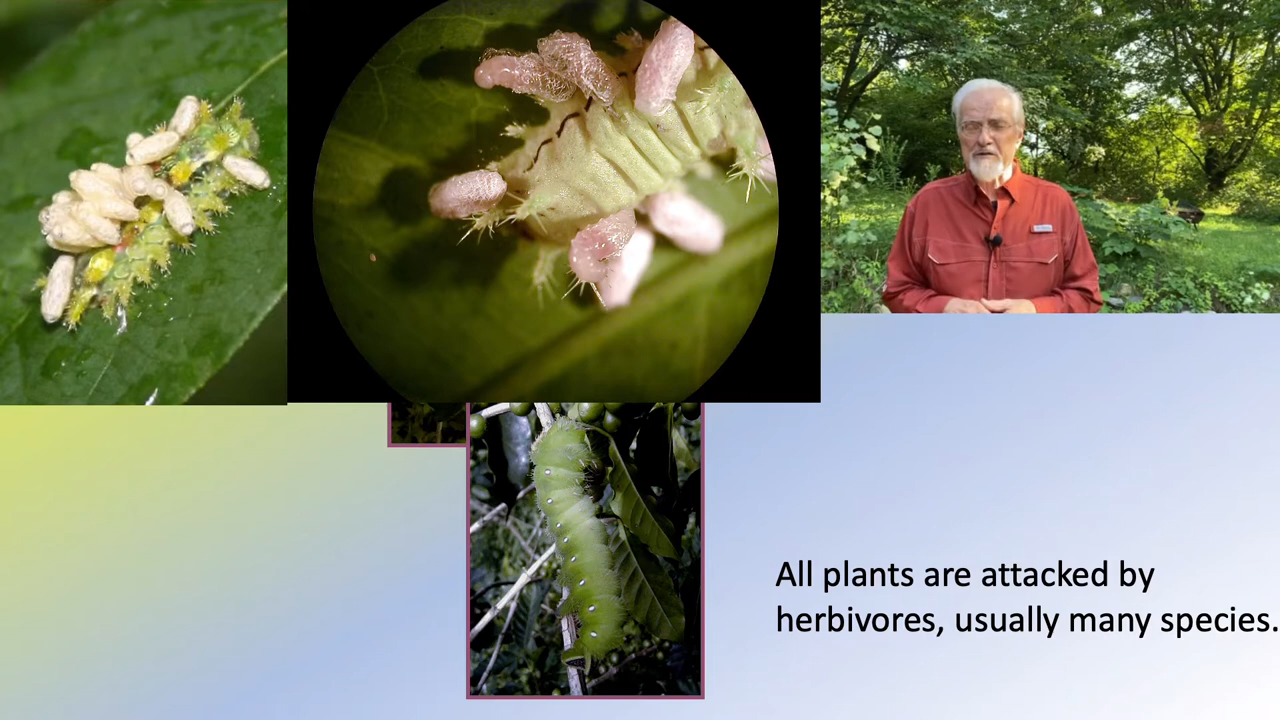 All plants are attacked by
herbivores, usually many species.